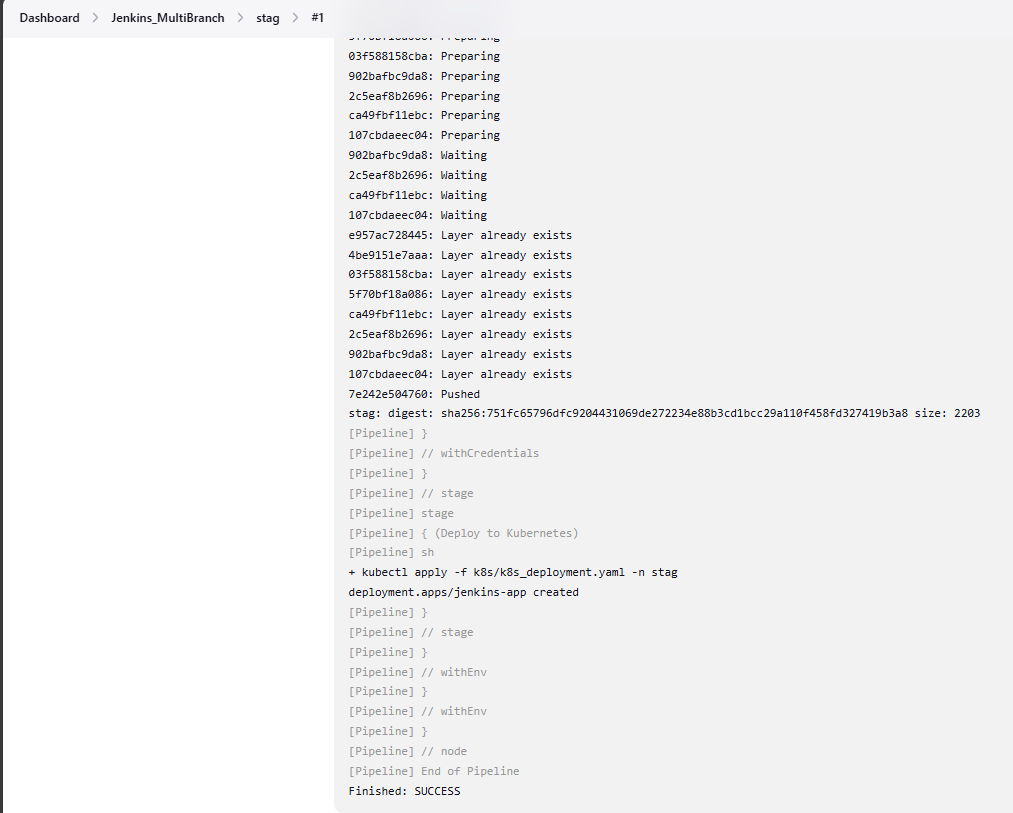 Dashboard > Jenkins_MultiBranch > stag > #1
03f588158cba: Preparing
902bafbc9da8: Preparing
2c5eaf8b2696: Preparing
ca49fbf11ebc: Preparing
107cbdaeec04: Preparing
902bafbc9da8: Waiting
2c5eaf8b2696: Waiting
ca49fbf11ebc: Waiting
107cbdaeec04: Waiting
e957ac728445: Layer already exists
4be9151e7aaa: Layer already exists
03f588158cba: Layer already exists
5f70bf18a086: Layer already exists
ca49fbf11ebc: Layer already exists
2c5eaf8b2696: Layer already exists
902bafbc9da8: Layer already exists
107cbdaeec04: Layer already exists
7e242e504760: Pushed
stag: digest: sha256:751fc65796dfc9204431069de272234e88b3cd1bcc29a110f458fd327419b3a8 size: 2203
[Pipeline] }
[Pipeline] // withCredentials
[Pipeline] }
[Pipeline] // stage
[Pipeline] stage
[Pipeline] { (Deploy to Kubernetes)
[Pipeline] sh
+ kubectl apply -f k8s/k8s_deployment.yaml -n stag
deployment.apps/jenkins-app created
[Pipeline] }
[Pipeline] // stage
[Pipeline] }
[Pipeline] // withEnv
[Pipeline] }
[Pipeline] // withEnv
[Pipeline] }
[Pipeline] // node
[Pipeline] End of Pipeline
Finished: SUCCESS